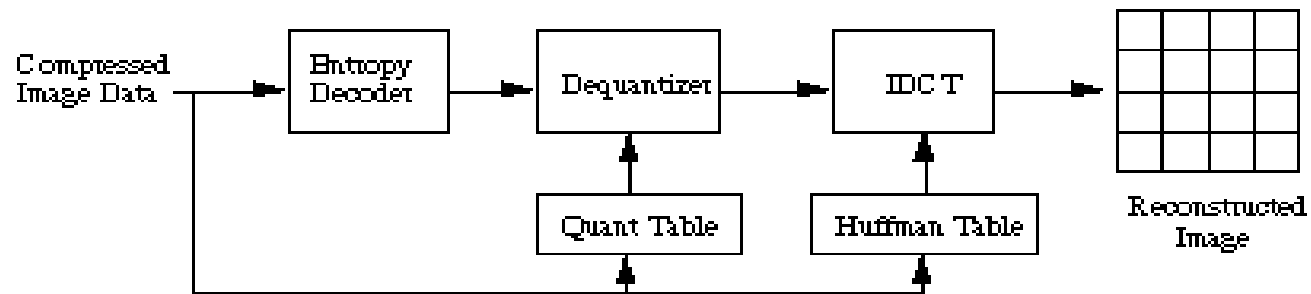 Compressed
Image Data
Entropy
Decoder
Dequantizer
IDCT
Quant Table
Huffman Table
Reconstructed
Image